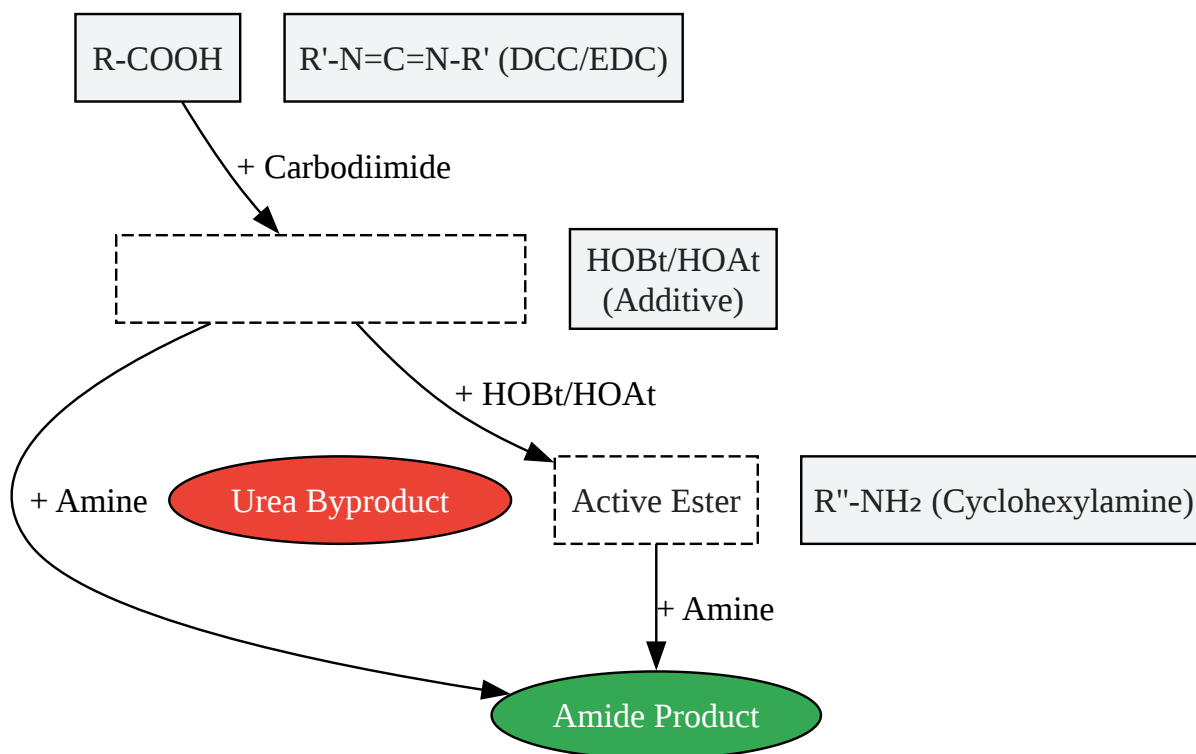 R-COOH
R'-N=C=N-R' (DCC/EDC)
+ Carbodiimide
HOBt/HOAt
(Additive)
+ HOBt/HOAt
+ Amine
Urea Byproduct
Active Ester
R"-NH₂ (Cyclohexylamine)
+ Amine
Amide Product